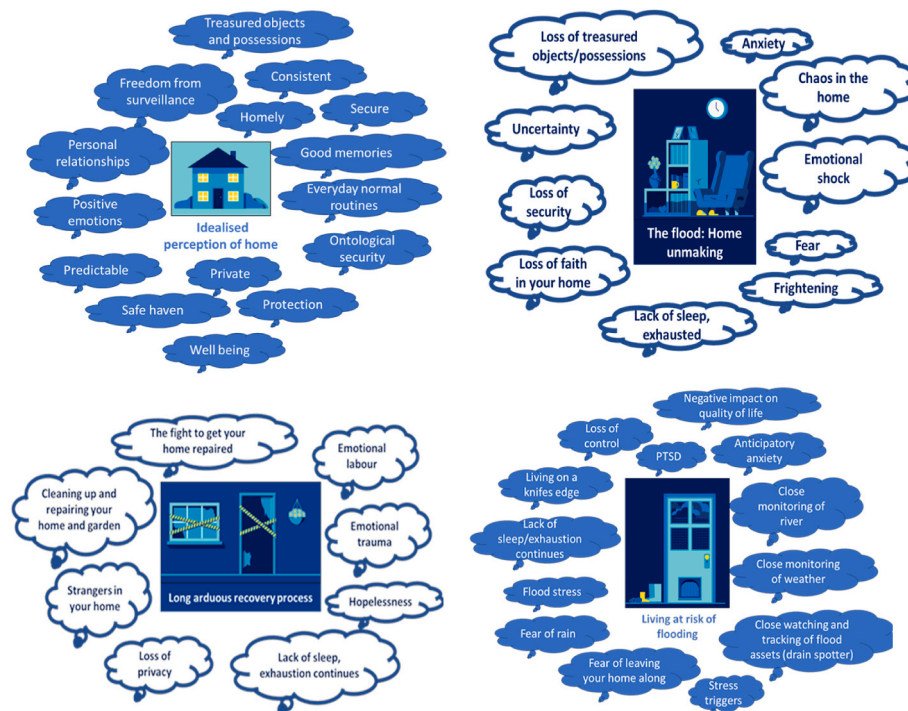 Treasured objects
and possessions
Freedom from
surveillance
Consistent
Homely
Secure
Personal
relationships
Good memories
Positive
emotions
Everyday normal
routines
Idealised
perception of home
Ontological
security
Predictable
Private
Safe haven
Protection
Well being
Loss of treasured
objects/possessions
Anxiety
Chaos in the
home
Uncertainty
Emotional
shock
Loss of
security
The flood: Home
unmaking
Fear
Loss of faith
in your home
Frightening
Lack of sleep,
exhausted
The fight to get your
home repaired
Emotional
labour
Cleaning up and
repairing your
home and garden
Emotional
trauma
Strangers in
your home
Long arduous recovery process
Hopelessness
Loss of
privacy
Lack of sleep,
exhaustion continues
Negative impact on
quality of life
Loss of
control
PTSD
Anticipatory
anxiety
Living on a
knifes edge
Close
monitoring of
river
Lack of
sleep/exhaustion
continues
Close monitoring
of weather
Flood stress
Living at risk of
flooding
Fear of rain
Close watching and
tracking of flood
assets (drain spotter)
Fear of leaving
your home along
Stress
triggers